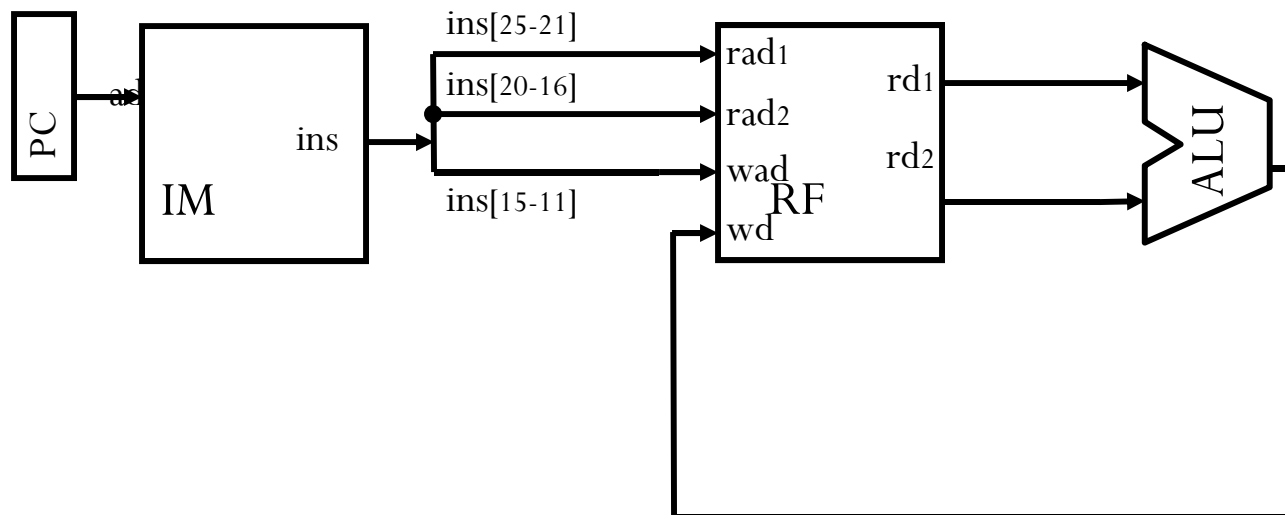 PC
ad
IM
ins
ins[25-21]
ins[20-16]
ins[15-11]
rad1
rad2
wad
wd
RF
rd1
rd2
ALU